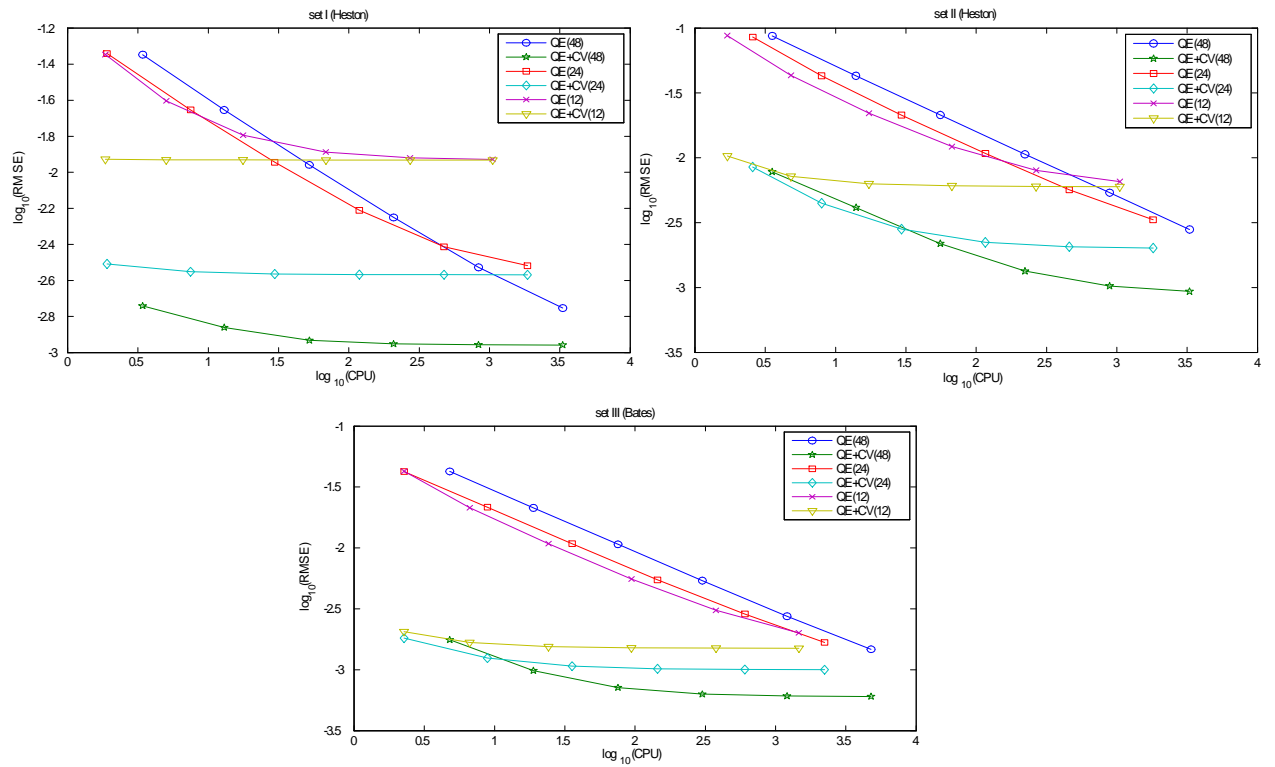 set I (Heston)
log10(RMSE)
-1.2
-1.4
-1.6
-1.8
-2
-2.2
-2.4
-2.6
-2.8
-3
0 0.5 1 1.5 2 2.5 3 3.5 4
log10(CPU)
QE(48)
QE+CV(48)
QE(24)
QE+CV(24)
QE(12)
QE+CV(12)
set II (Heston)
log10(RMSE)
-1
-1.5
-2
-2.5
-3
-3.5
0 0.5 1 1.5 2 2.5 3 3.5 4
log10(CPU)
QE(48)
QE+CV(48)
QE(24)
QE+CV(24)
QE(12)
QE+CV(12)
set III (Bates)
log10(RMSE)
-1
-1.5
-2
-2.5
-3
-3.5
0 0.5 1 1.5 2 2.5 3 3.5 4
log10(CPU)
QE(48)
QE+CV(48)
QE(24)
QE+CV(24)
QE(12)
QE+CV(12)